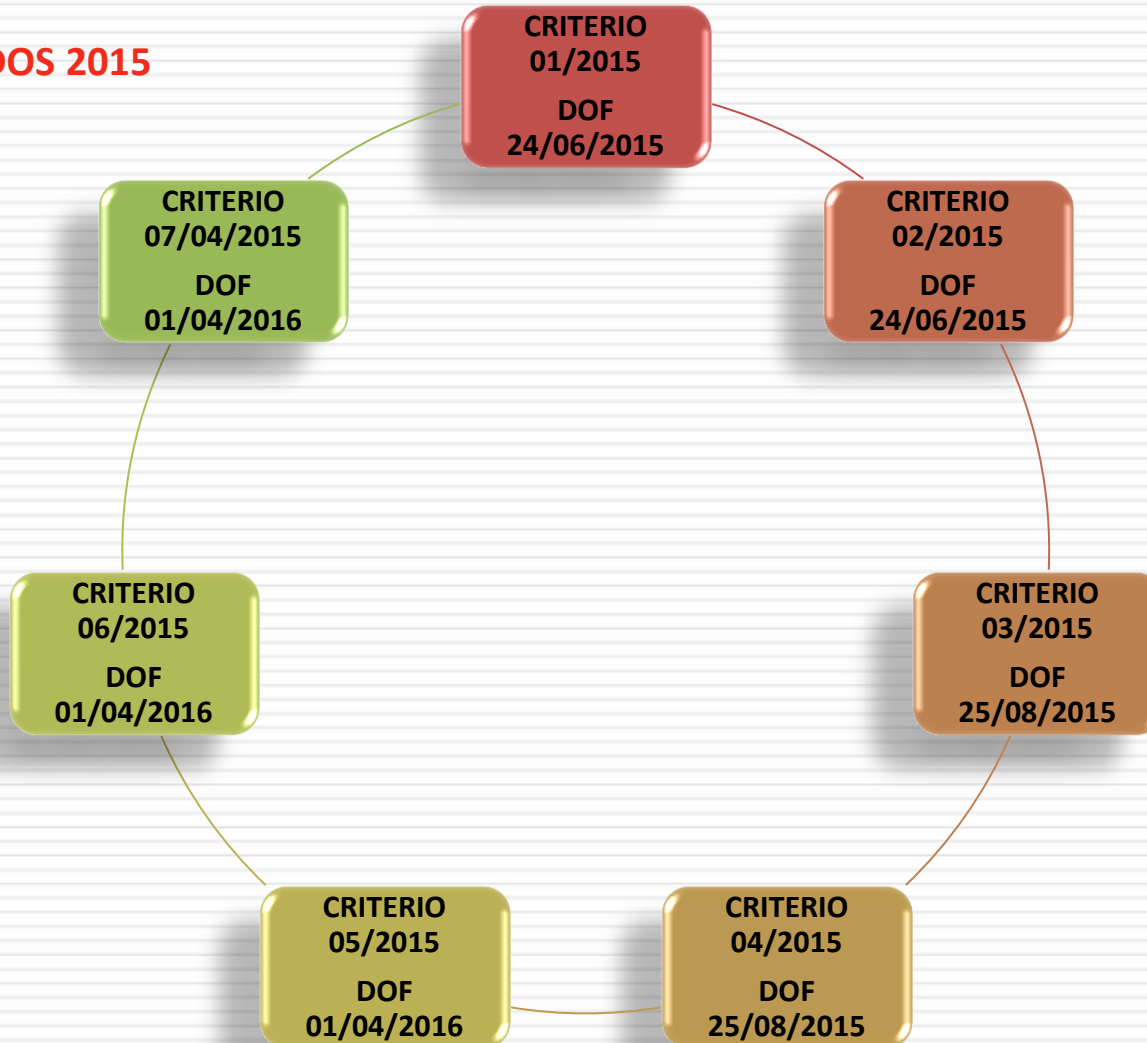 DOS 2015
CRITERIO
01/2015
DOF
24/06/2015
CRITERIO
02/2015
DOF
24/06/2015
CRITERIO
03/2015
DOF
25/08/2015
CRITERIO
04/2015
DOF
25/08/2015
CRITERIO
05/2015
DOF
01/04/2016
CRITERIO
06/2015
DOF
01/04/2016
CRITERIO
07/04/2015
DOF
01/04/2016